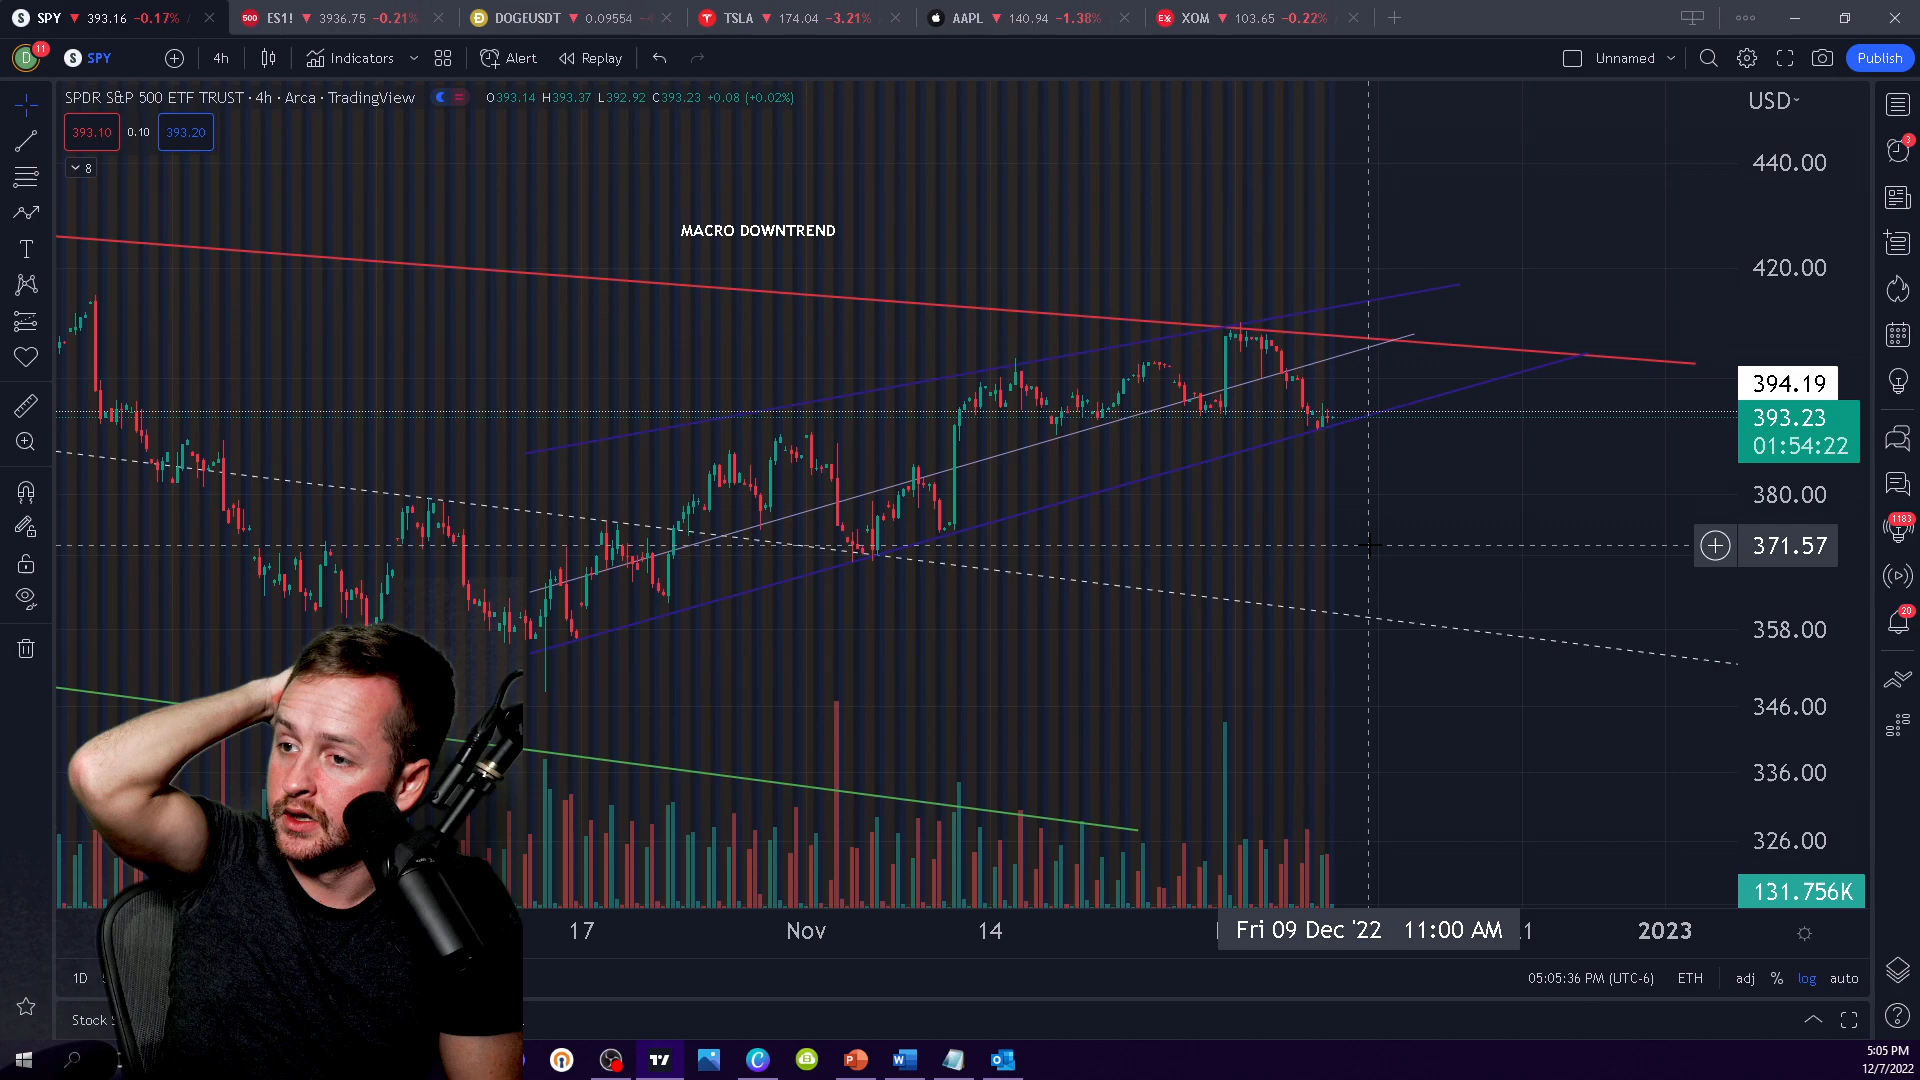 SPY ▼ 393.16 −0.17% /
500 ES1! ▼ 3936.75 −0.21%
DOGEUSDT ▼ 0.09554
TSLA ▼ 174.04 −3.21%
AAPL ▼ 140.94 −1.38%
EX XOM ▼ 103.65 −0.22%
D 11 S SPY 4h Indicators Alert Replay Unnamed Publish
SPDR S&P 500 ETF TRUST · 4h · Arca · TradingView O393.14 H393.37 L392.92 C393.23 +0.08 (+0.02%)
USD
393.10 0.10 393.20
8
3
440.00
MACRO DOWNTREND
420.00
394.19
393.23
01:54:22
380.00
1183
371.57
20
358.00
346.00
336.00
326.00
131.756K
17 Nov 14 Fri 09 Dec '22 11:00 AM 2023
1D 05:05:36 PM (UTC-6) ETH adj % log auto
Stock
5:05 PM
12/7/2022